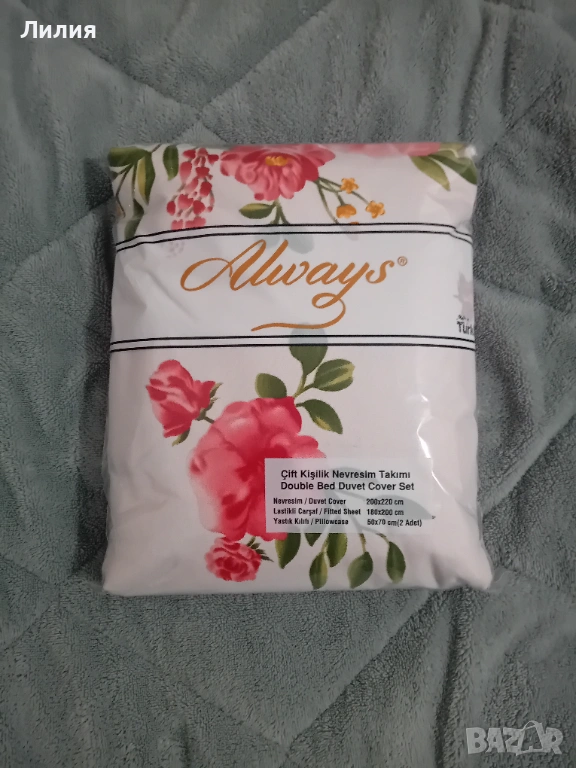 Лилия
Always®
Çift Kişilik Nevresim Takımı
Double Bed Duvet Cover Set
Nevresim / Duvet Cover 200x220 cm
Lastikli Çarşaf / Fitted Sheet 180x200 cm
Yastık Kılıfı / Pillowcase 50x70 cm(2 Adet)
BAZAR